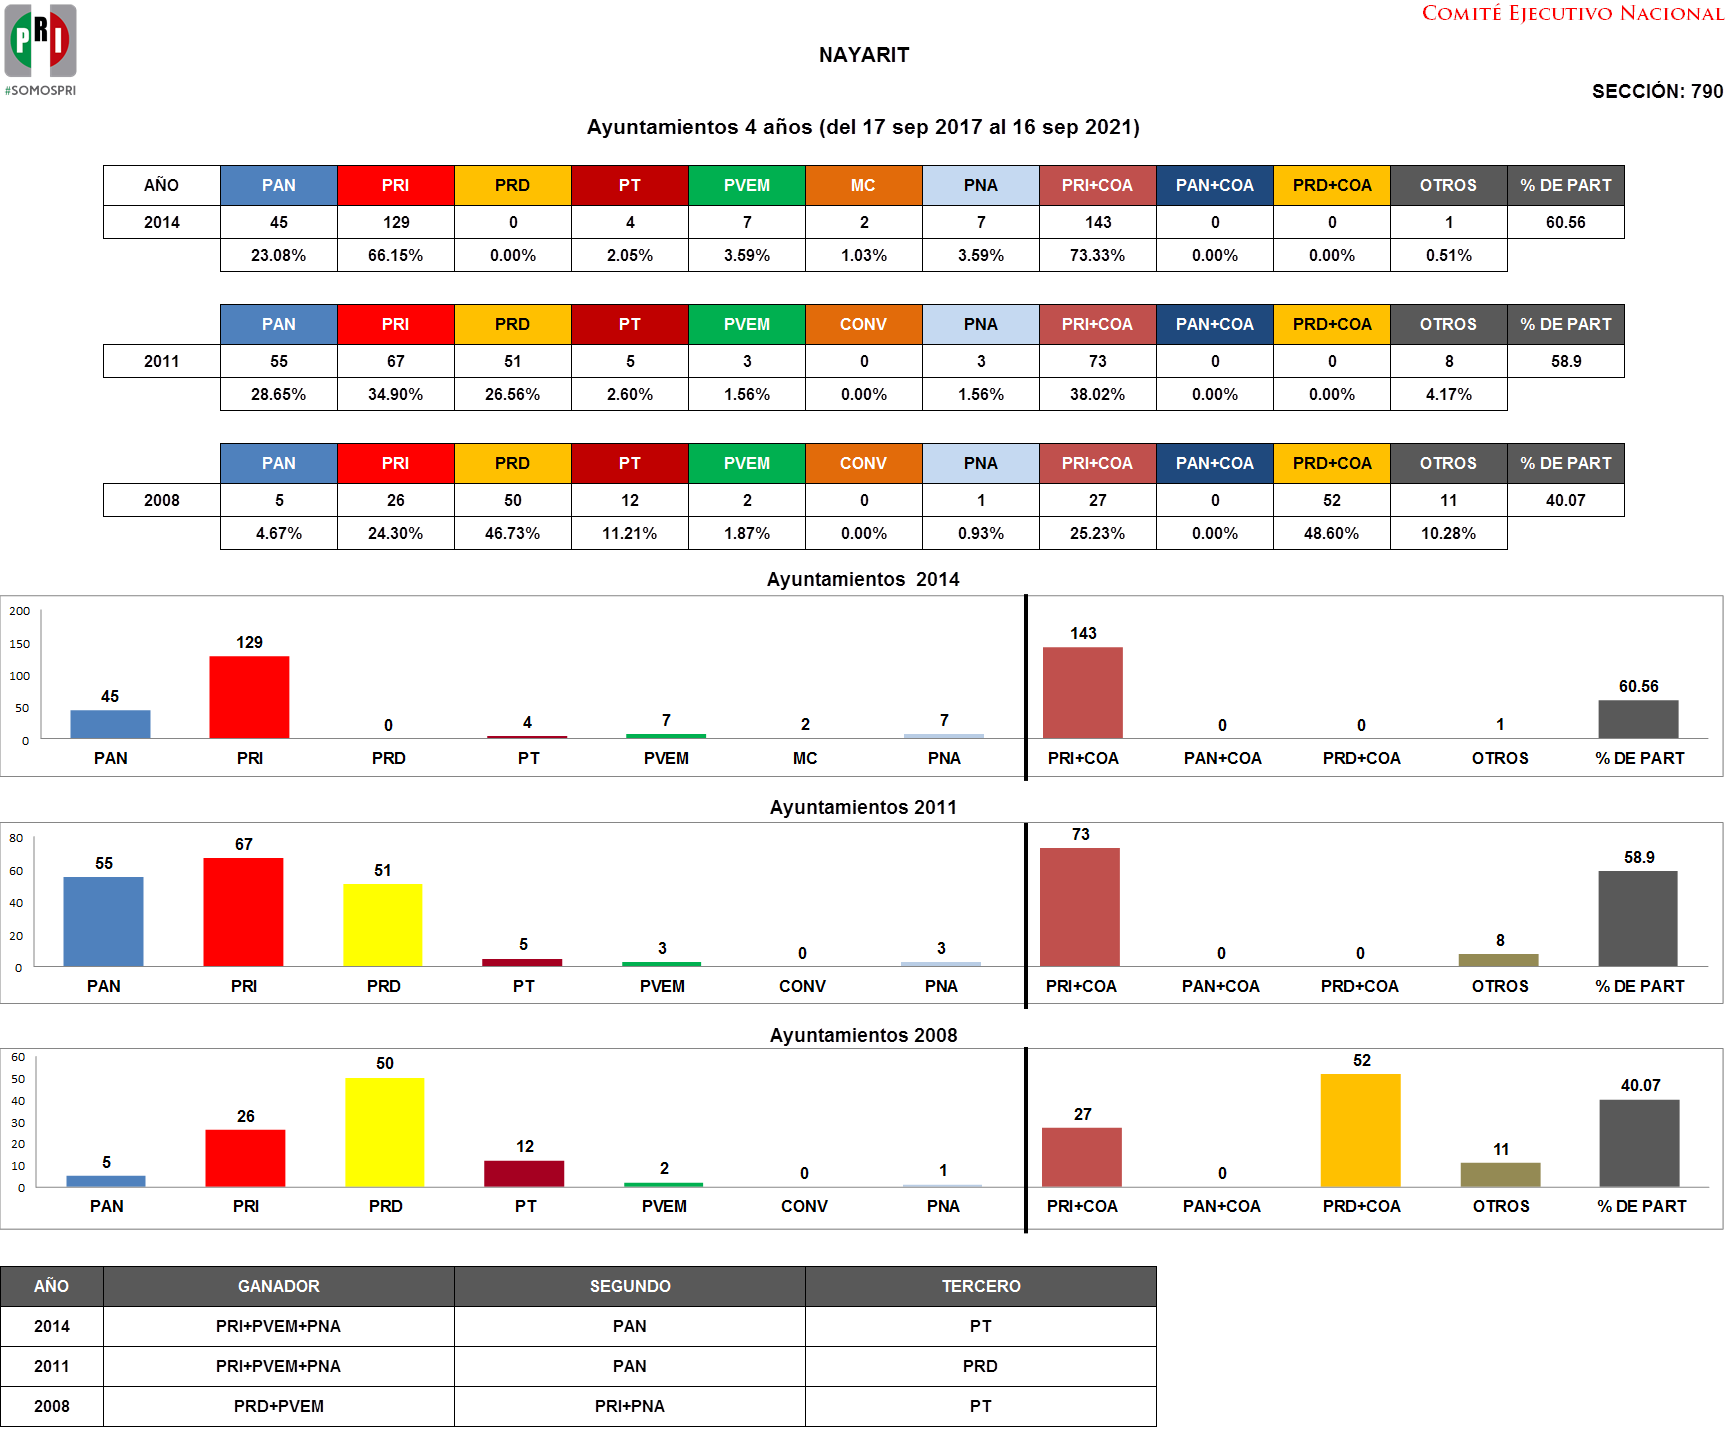 COMITÉ EJECUTIVO NACIONAL
PRI
#SOMOSPRI
NAYARIT
SECCIÓN: 790
Ayuntamientos 4 años (del 17 sep 2017 al 16 sep 2021)
AÑO PAN PRI PRD PT PVEM MC PNA PRI+COA PAN+COA PRD+COA OTROS % DE PART
2014 45 129 0 4 7 2 7 143 0 0 1 60.56
23.08% 66.15% 0.00% 2.05% 3.59% 1.03% 3.59% 73.33% 0.00% 0.00% 0.51%
PAN PRI PRD PT PVEM CONV PNA PRI+COA PAN+COA PRD+COA OTROS % DE PART
2011 55 67 51 5 3 0 3 73 0 0 8 58.9
28.65% 34.90% 26.56% 2.60% 1.56% 0.00% 1.56% 38.02% 0.00% 0.00% 4.17%
PAN PRI PRD PT PVEM CONV PNA PRI+COA PAN+COA PRD+COA OTROS % DE PART
2008 5 26 50 12 2 0 1 27 0 52 11 40.07
4.67% 24.30% 46.73% 11.21% 1.87% 0.00% 0.93% 25.23% 0.00% 48.60% 10.28%
Ayuntamientos 2014
200
150
100
50
0
45 129 0 4 7 2 7 143 0 0 1 60.56
PAN PRI PRD PT PVEM MC PNA PRI+COA PAN+COA PRD+COA OTROS % DE PART
Ayuntamientos 2011
80
60
40
20
0
55 67 51 5 3 0 3 73 0 0 8 58.9
PAN PRI PRD PT PVEM CONV PNA PRI+COA PAN+COA PRD+COA OTROS % DE PART
Ayuntamientos 2008
60
50
40
30
20
10
0
5 26 50 12 2 0 1 27 0 52 11 40.07
PAN PRI PRD PT PVEM CONV PNA PRI+COA PAN+COA PRD+COA OTROS % DE PART
AÑO GANADOR SEGUNDO TERCERO
2014 PRI+PVEM+PNA PAN PT
2011 PRI+PVEM+PNA PAN PRD
2008 PRD+PVEM PRI+PNA PT